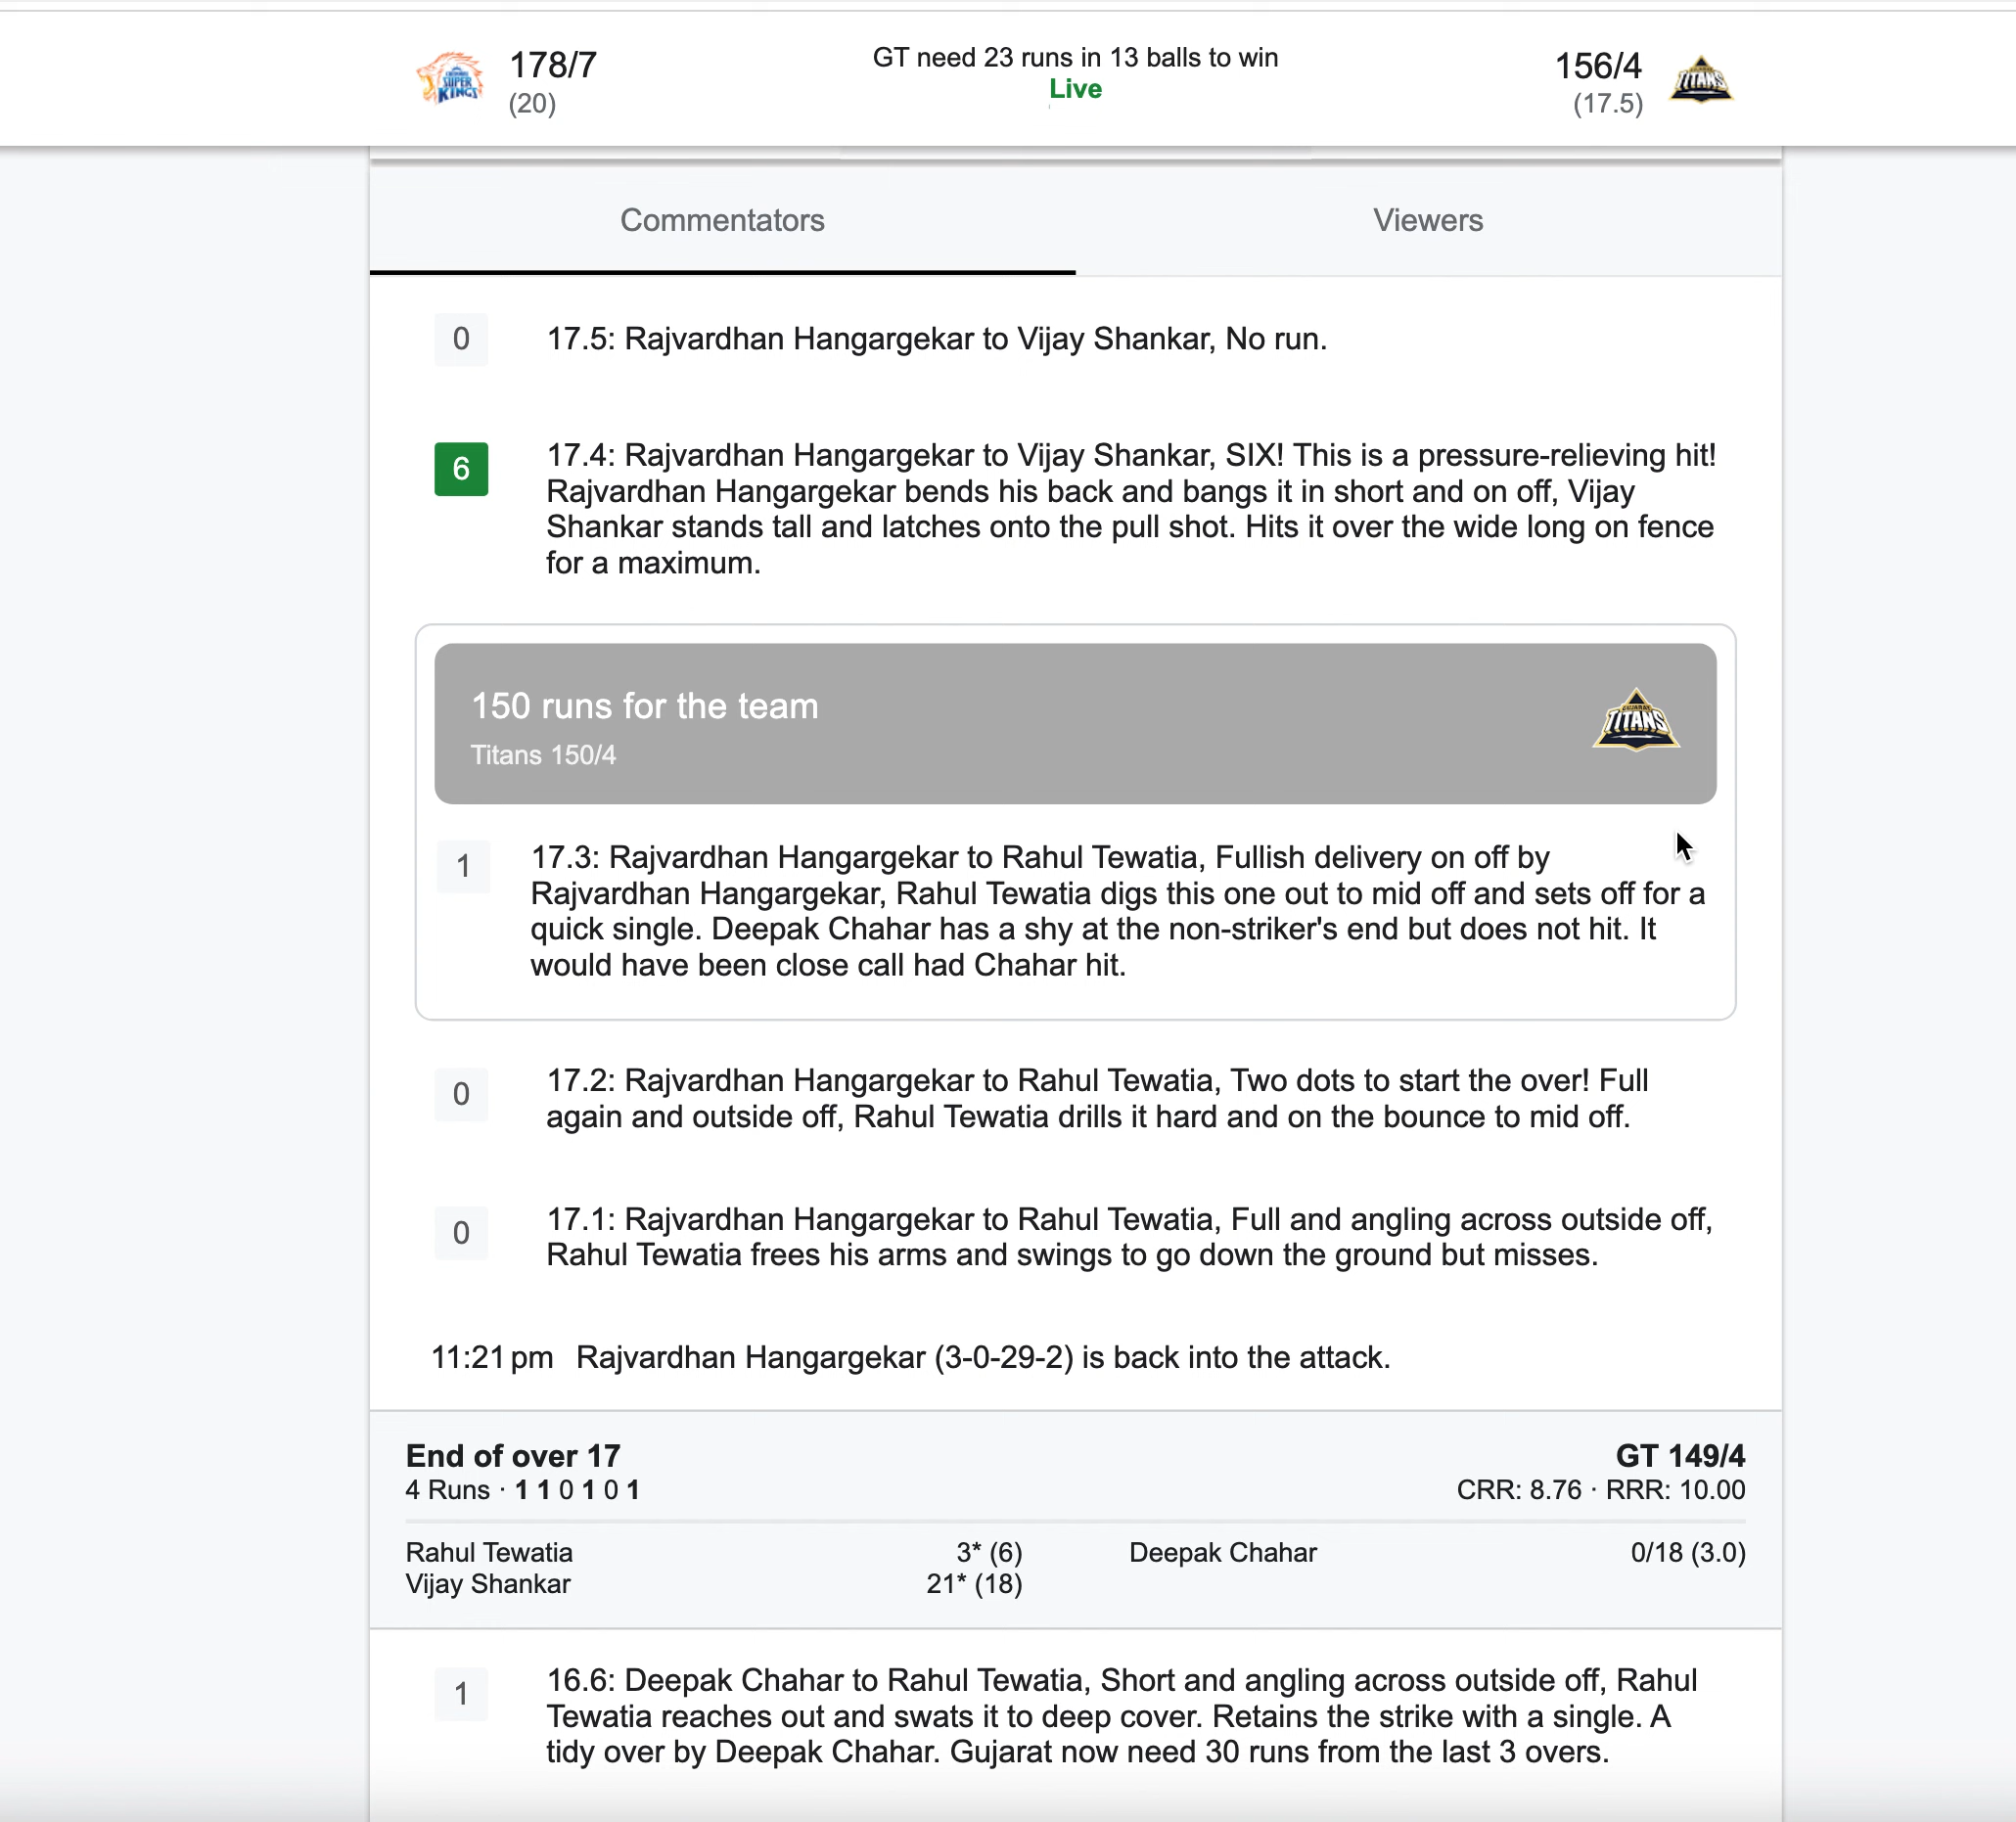 178/7
(20)
GT need 23 runs in 13 balls to win
Live
156/4
(17.5)
SUPER
KINGS
TITANS
Commentators
Viewers
0
17.5: Rajvardhan Hangargekar to Vijay Shankar, No run.
6
17.4: Rajvardhan Hangargekar to Vijay Shankar, SIX! This is a pressure-relieving hit!
Rajvardhan Hangargekar bends his back and bangs it in short and on off, Vijay
Shankar stands tall and latches onto the pull shot. Hits it over the wide long on fence
for a maximum.
150 runs for the team
Titans 150/4
GUJARAT
TITANS
1
17.3: Rajvardhan Hangargekar to Rahul Tewatia, Fullish delivery on off by
Rajvardhan Hangargekar, Rahul Tewatia digs this one out to mid off and sets off for a
quick single. Deepak Chahar has a shy at the non-striker's end but does not hit. It
would have been close call had Chahar hit.
0
17.2: Rajvardhan Hangargekar to Rahul Tewatia, Two dots to start the over! Full
again and outside off, Rahul Tewatia drills it hard and on the bounce to mid off.
0
17.1: Rajvardhan Hangargekar to Rahul Tewatia, Full and angling across outside off,
Rahul Tewatia frees his arms and swings to go down the ground but misses.
11:21 pm Rajvardhan Hangargekar (3-0-29-2) is back into the attack.
End of over 17
GT 149/4
4 Runs · 1 1 0 1 0 1
CRR: 8.76 · RRR: 10.00
Rahul Tewatia 3* (6)
Deepak Chahar 0/18 (3.0)
Vijay Shankar 21* (18)
1
16.6: Deepak Chahar to Rahul Tewatia, Short and angling across outside off, Rahul
Tewatia reaches out and swats it to deep cover. Retains the strike with a single. A
tidy over by Deepak Chahar. Gujarat now need 30 runs from the last 3 overs.